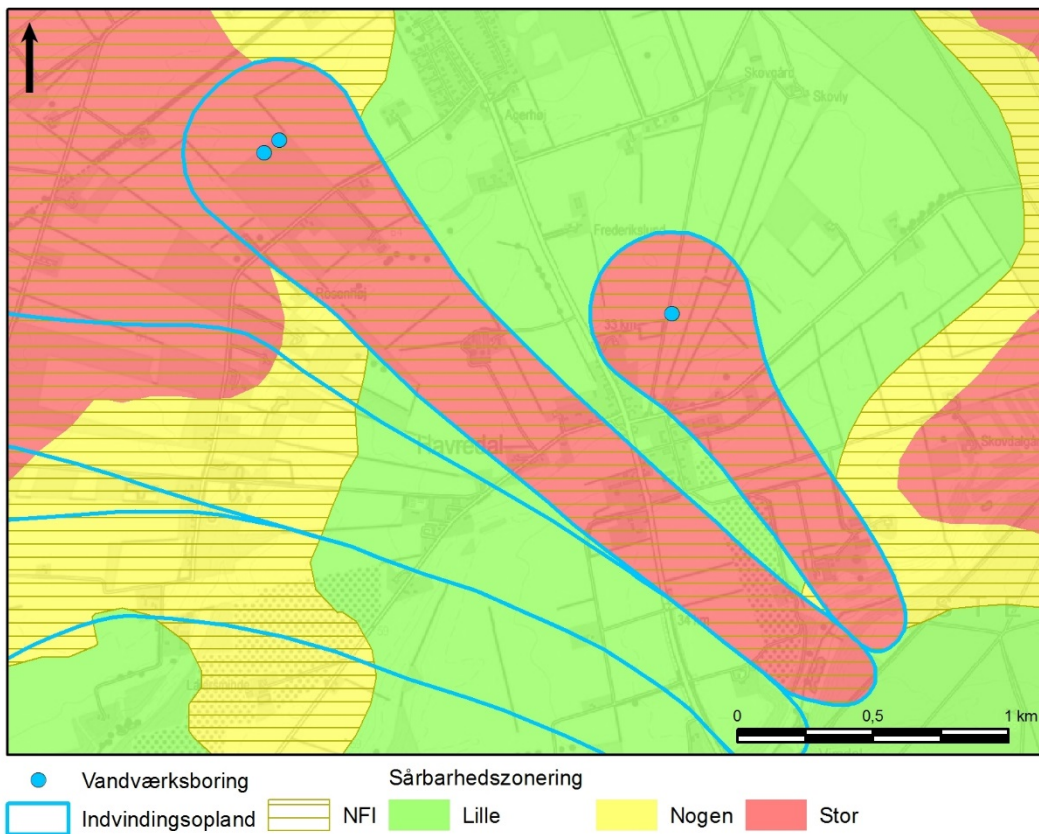 Skovgård
Skovly
Agerhøj
Frederikslund
Rosenhøj
33 km
Havredal
Skovdalgård
34 km
0 0,5 1 km
Vandværksboring Sårbarhedszonering
Indvindingsopland NFI Lille Nogen Stor